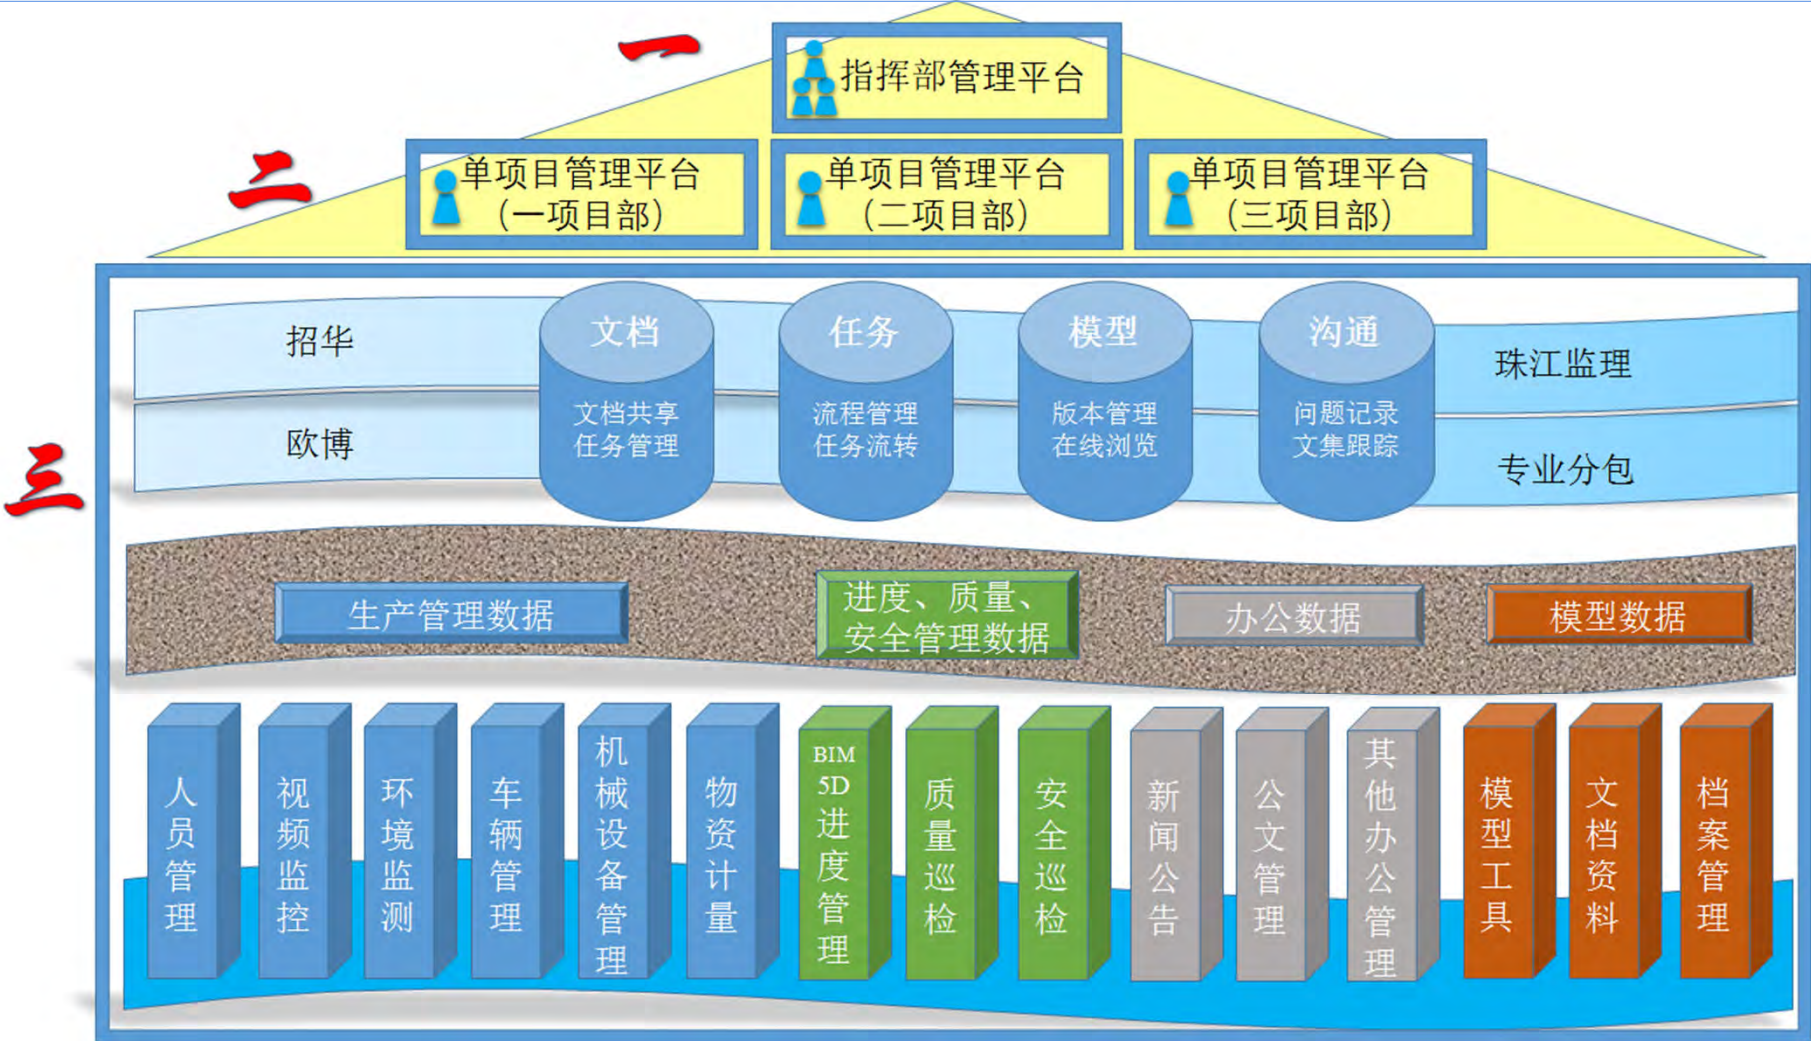 一
指挥部管理平台
二
单项目管理平台
（一项目部）
单项目管理平台
（二项目部）
单项目管理平台
（三项目部）
三
招华
欧博
文档
文档共享
任务管理
任务
流程管理
任务流转
模型
版本管理
在线浏览
沟通
问题记录
文集跟踪
珠江监理
专业分包
生产管理数据
进度、质量、
安全管理数据
办公数据
模型数据
人员管理
视频监控
环境监测
车辆管理
机械设备管理
物资计量
BIM
5D
进度管理
质量巡检
安全巡检
新闻公告
公文管理
其他办公管理
模型工具
文档资料
档案管理